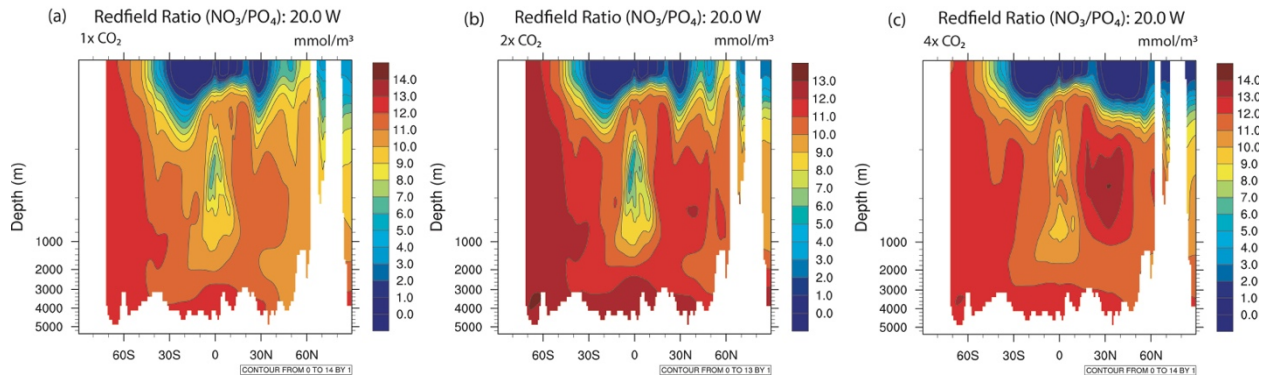 (a)
Redfield Ratio (NO₃/PO₄): 20.0 W
1x CO₂
mmol/m³
14.0
13.0
12.0
11.0
10.0
9.0
8.0
7.0
6.0
5.0
4.0
3.0
2.0
1.0
0.0
Depth (m)
1000
2000
3000
4000
5000
60S 30S 0 30N 60N
CONTOUR FROM 0 TO 14 BY 1
(b)
Redfield Ratio (NO₃/PO₄): 20.0 W
2x CO₂
mmol/m³
13.0
12.0
11.0
10.0
9.0
8.0
7.0
6.0
5.0
4.0
3.0
2.0
1.0
0.0
Depth (m)
1000
2000
3000
4000
5000
60S 30S 0 30N 60N
CONTOUR FROM 0 TO 13 BY 1
(c)
Redfield Ratio (NO₃/PO₄): 20.0 W
4x CO₂
mmol/m³
14.0
13.0
12.0
11.0
10.0
9.0
8.0
7.0
6.0
5.0
4.0
3.0
2.0
1.0
0.0
Depth (m)
1000
2000
3000
4000
5000
60S 30S 0 30N 60N
CONTOUR FROM 0 TO 14 BY 1